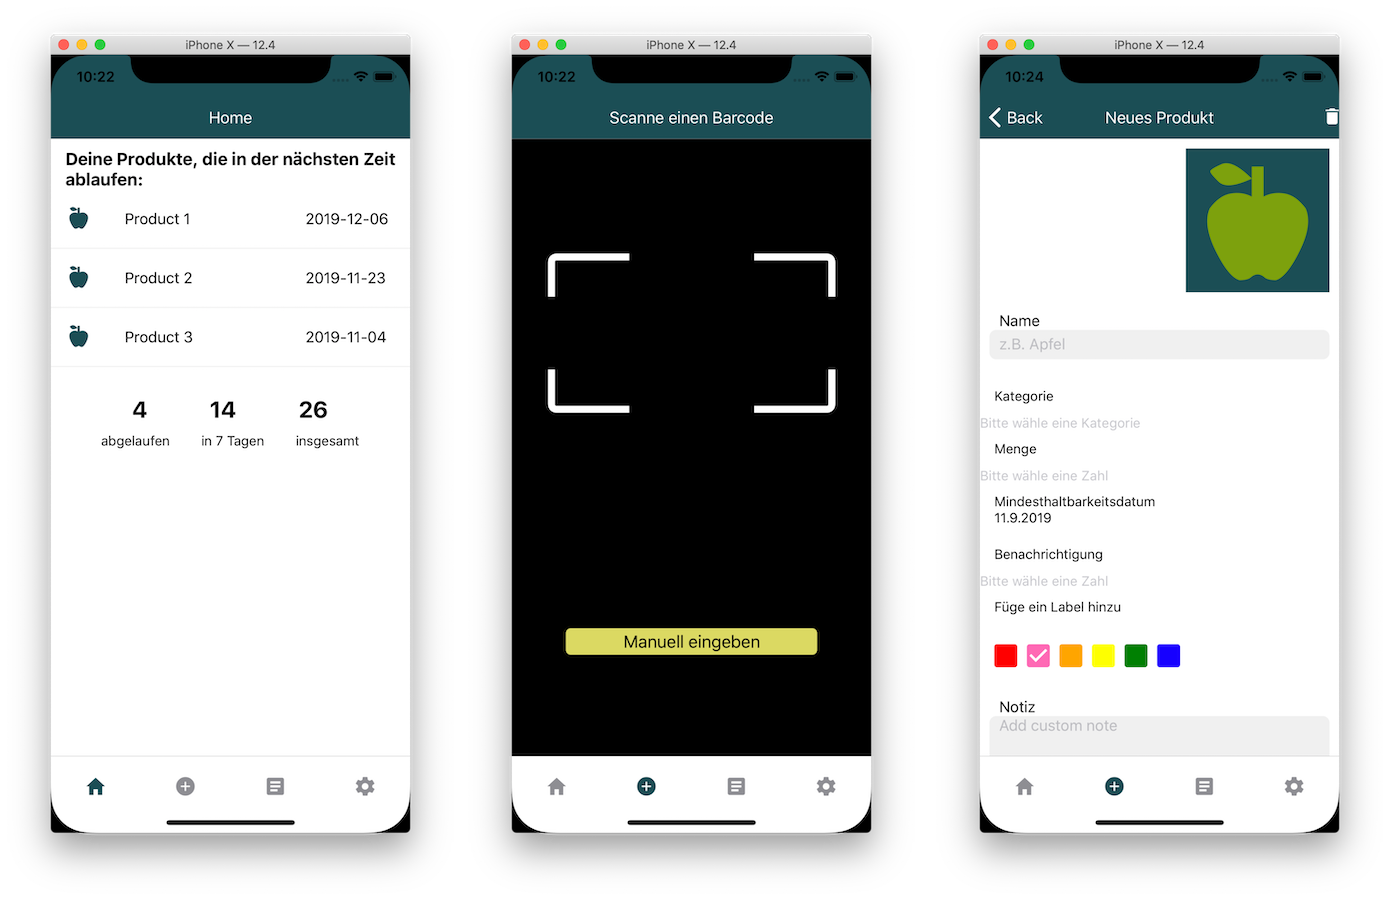 iPhone X — 12.4
10:22
Home
Deine Produkte, die in der nächsten Zeit
ablaufen:
Product 1 2019-12-06
Product 2 2019-11-23
Product 3 2019-11-04
4 14 26
abgelaufen in 7 Tagen insgesamt
iPhone X — 12.4
10:22
Scanne einen Barcode
Manuell eingeben
iPhone X — 12.4
10:24
Back Neues Produkt
Name
z.B. Apfel
Kategorie
Bitte wähle eine Kategorie
Menge
Bitte wähle eine Zahl
Mindesthaltbarkeitsdatum
11.9.2019
Benachrichtigung
Bitte wähle eine Zahl
Füge ein Label hinzu
Notiz
Add custom note